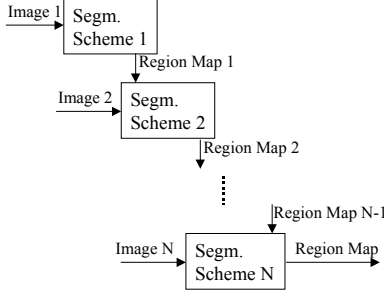 Image 1
Segm.
Scheme 1
Region Map 1
Image 2
Segm.
Scheme 2
Region Map 2
Region Map N-1
Image N
Segm.
Scheme N
Region Map